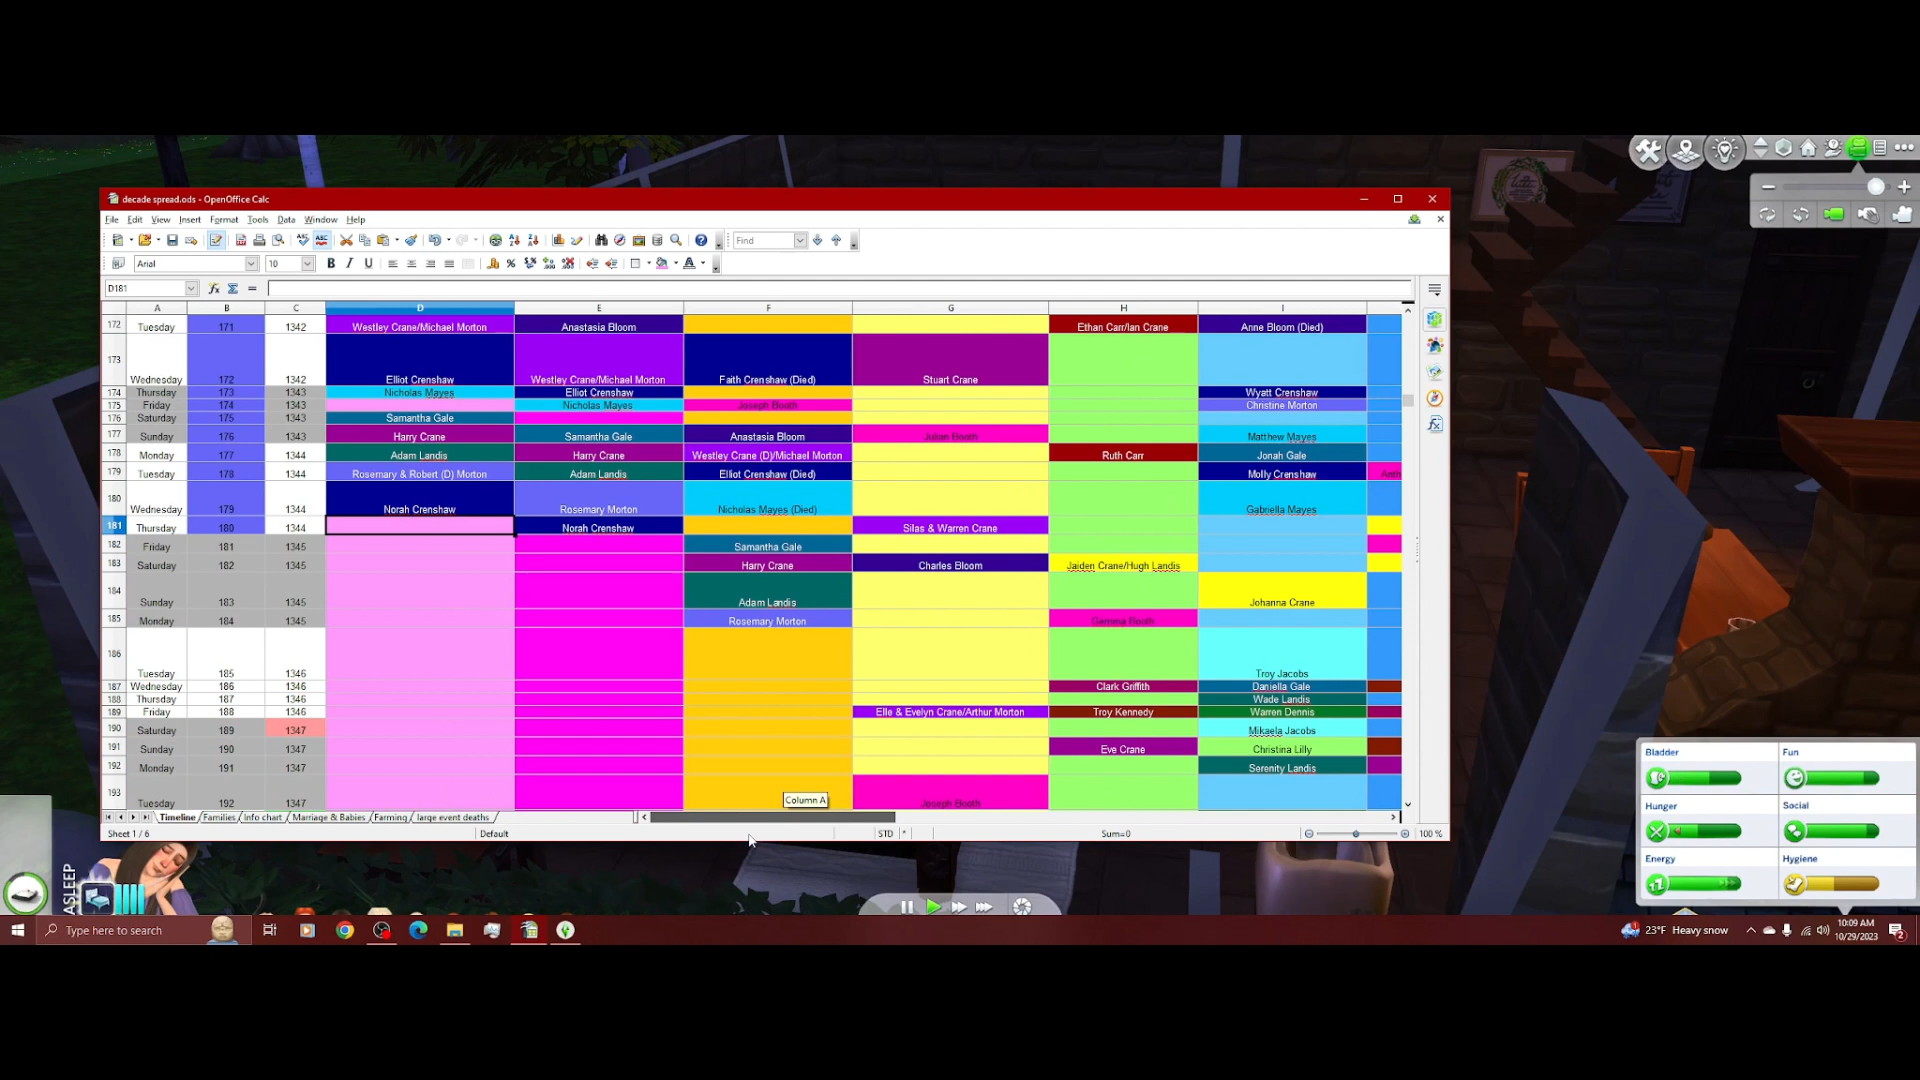 decade spread.ods - OpenOffice Calc
File Edit View Insert Format Tools Data Window Help
Find
Arial 10
D181
A B C D E F G H I
172 Tuesday 171 1342 Westley Crane/Michael Morton Anastasia Bloom Ethan Carr/Ian Crane Anne Bloom (Died)
173 Wednesday 172 1342 Elliot Crenshaw Westley Crane/Michael Morton Faith Crenshaw (Died) Stuart Crane
174 Thursday 173 1343 Nicholas Mayes Elliot Crenshaw Wyatt Crenshaw
175 Friday 174 1343 Nicholas Mayes Joseph Booth Christine Morton
176 Saturday 175 1343 Samantha Gale
177 Sunday 176 1343 Harry Crane Samantha Gale Anastasia Bloom Julian Booth Matthew Mayes
178 Monday 177 1344 Adam Landis Harry Crane Westley Crane (D)/Michael Morton Ruth Carr Jonah Gale
179 Tuesday 178 1344 Rosemary & Robert (D) Morton Adam Landis Elliot Crenshaw (Died) Molly Crenshaw
180 Wednesday 179 1344 Norah Crenshaw Rosemary Morton Nicholas Mayes (Died) Gabriella Mayes
181 Thursday 180 1344 Norah Crenshaw Silas & Warren Crane
182 Friday 181 1345 Samantha Gale
183 Saturday 182 1345 Harry Crane Charles Bloom Jaiden Crane/Hugh Landis
184 Sunday 183 1345 Adam Landis Johanna Crane
185 Monday 184 1345 Rosemary Morton Gemma Booth
186 Tuesday 185 1346 Troy Jacobs
187 Wednesday 186 1346 Clark Griffith Daniella Gale
188 Thursday 187 1346 Wade Landis
189 Friday 188 1346 Elle & Evelyn Crane/Arthur Morton Troy Kennedy Warren Dennis
190 Saturday 189 1347 Mikaela Jacobs
191 Sunday 190 1347 Eve Crane Christina Lilly
192 Monday 191 1347 Serenity Landis
193 Tuesday 192 1347 Joseph Booth
Column A
Timeline Families Info chart Marriage & Babies Farming large event deaths
Sheet 1 / 6 Default STD * Sum=0 100 %
Bladder Fun
Hunger Social
Energy Hygiene
ASLEEP
Type here to search
23°F Heavy snow
10:09 AM
10/29/2023
2